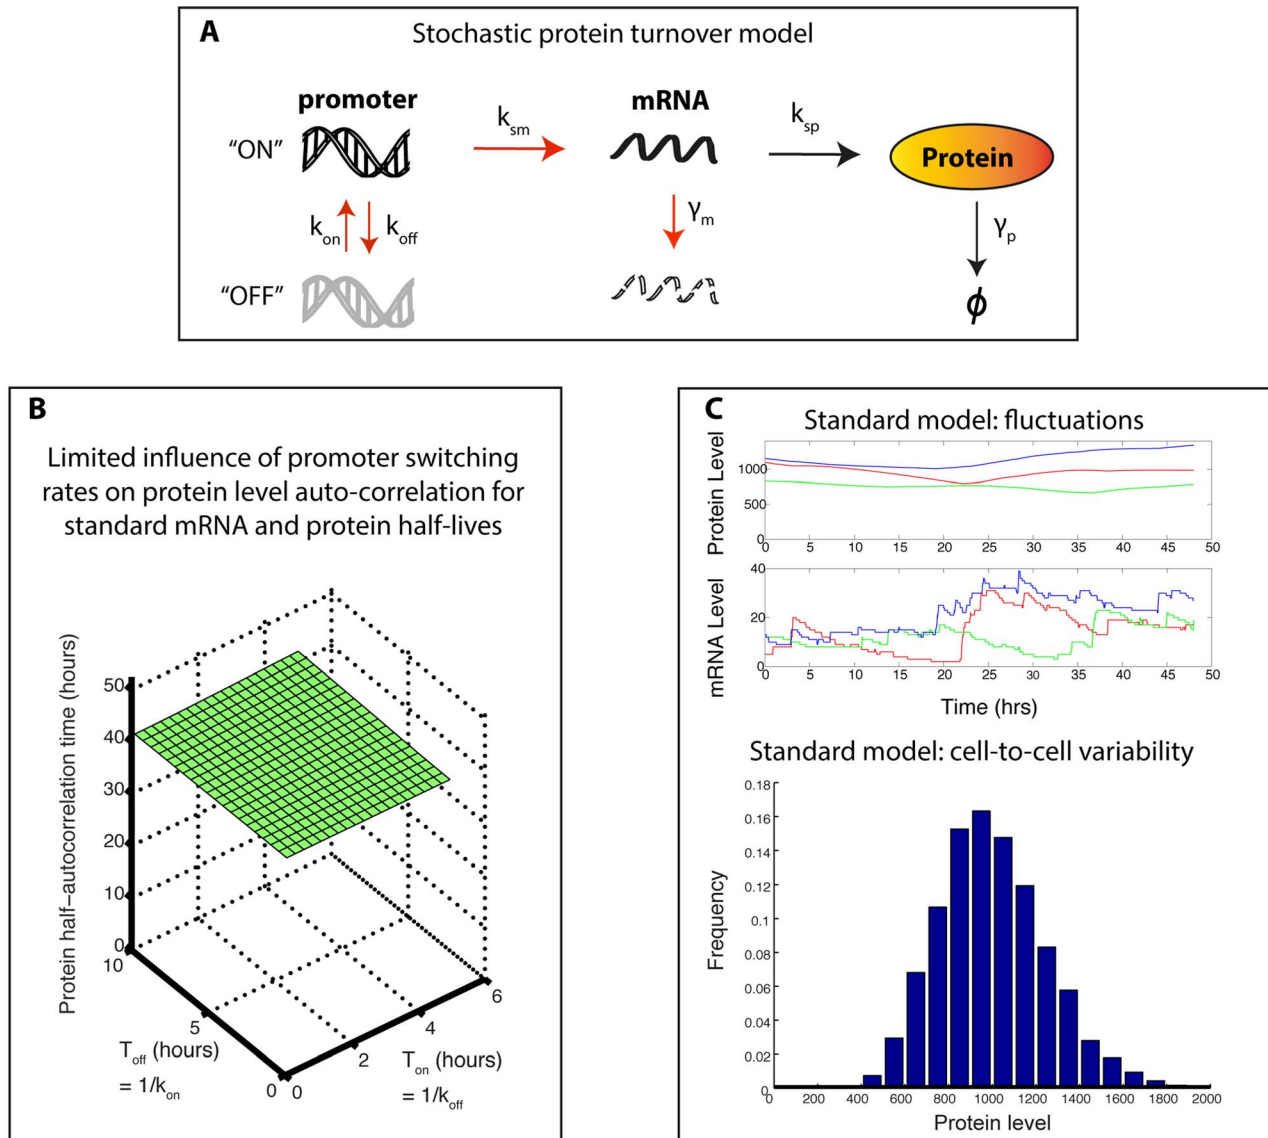 A
Stochastic protein turnover model
promoter
mRNA
"ON"
k_sm
k_sp
Protein
k_on
k_off
γ_m
γ_p
"OFF"
ϕ
B
Limited influence of promoter switching
rates on protein level auto-correlation for
standard mRNA and protein half-lives
Protein half-autocorrelation time (hours)
50
40
30
20
10
0
10
5
0
0
2
4
6
T_off (hours)
= 1/k_on
T_on (hours)
= 1/k_off
C
Standard model: fluctuations
Protein Level
1000
500
0
0 5 10 15 20 25 30 35 40 45 50
mRNA Level
40
20
0
0 5 10 15 20 25 30 35 40 45 50
Time (hrs)
Standard model: cell-to-cell variability
Frequency
0.18
0.16
0.14
0.12
0.1
0.08
0.06
0.04
0.02
0
0 200 400 600 800 1000 1200 1400 1600 1800 2000
Protein level